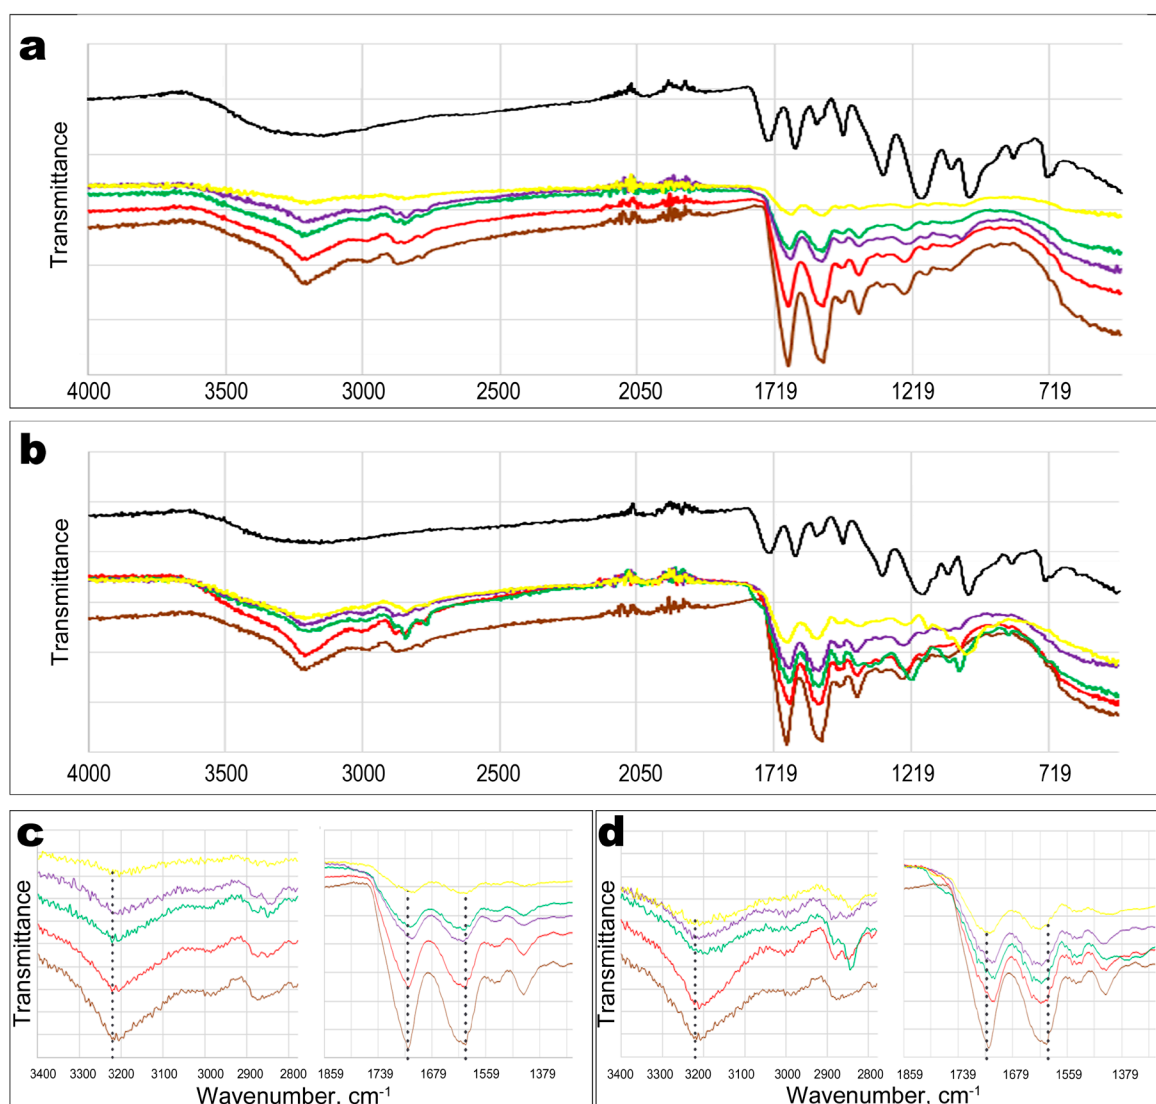 a
Transmittance
4000 3500 3000 2500 2050 1719 1219 719
b
Transmittance
4000 3500 3000 2500 2050 1719 1219 719
c
Transmittance
3400 3300 3200 3100 3000 2900 2800 1859 1739 1679 1559 1379
Wavenumber, cm-1
d
Transmittance
3400 3300 3200 3100 3000 2900 2800 1859 1739 1679 1559 1379
Wavenumber, cm-1